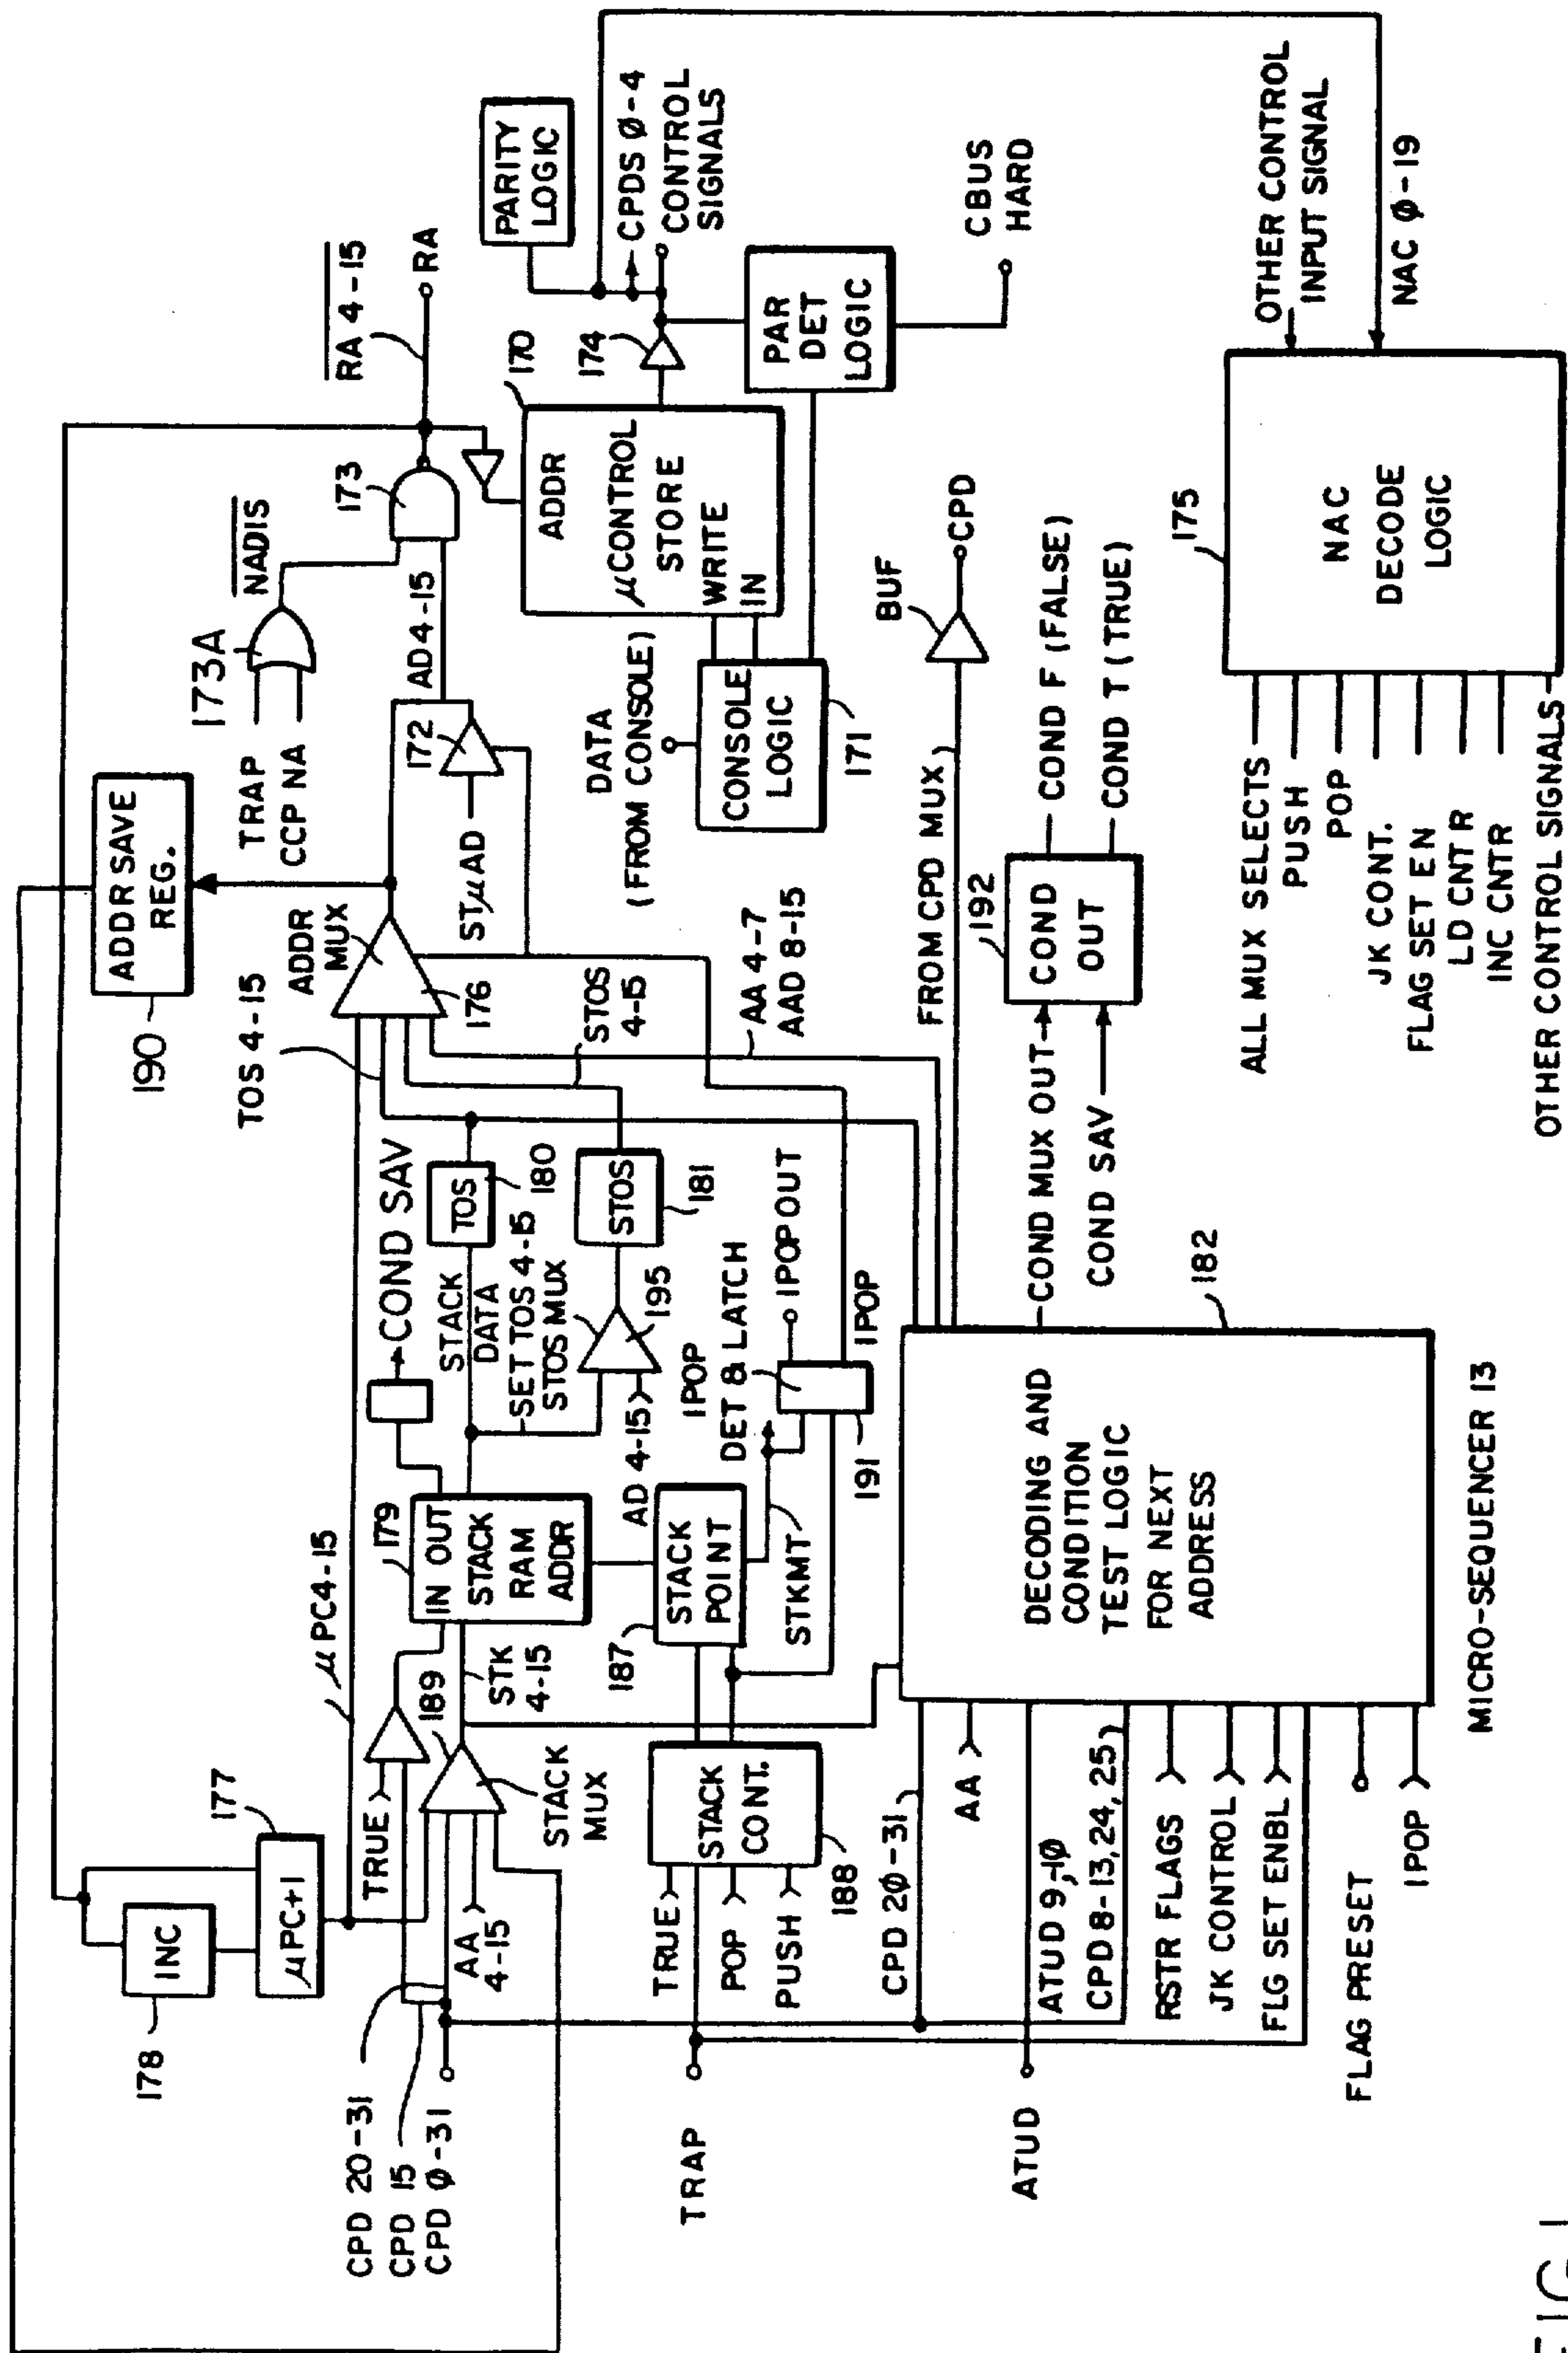 ADDR SAVE
REG.
190
TRAP
CCP NA
173A
NADIS
173
RA 4-15
RA
PARITY
LOGIC
CPDS Ø-4
CONTROL
SIGNALS
178
INC
177
μPC+1
μPC4-15
TRUE
189
STACK
MUX
CPD 20-31
CPD 15
CPD Ø-31
AA
4-15
STK
4-15
179
IN OUT
STACK
RAM
ADDR
COND SAV
STACK
DATA
TOS
180
TOS 4-15
SET TOS 4-15
STOS MUX
195
AD 4-15
STOS
181
STOS
4-15
ADDR
MUX
176
STμAD
172
AD4-15
ADDR
μCONTROL
STORE
WRITE
IN
170
174
PAR
DET
LOGIC
CBUS
HARD
DATA
(FROM CONSOLE)
CONSOLE
LOGIC
171
AA 4-7
AAD 8-15
TRAP
TRUE
POP
PUSH
STACK
CONT.
188
187
STACK
POINT
STKMT
IPOP
DET & LATCH
IPOP OUT
IPOP
191
ATUD
CPD 2Ø-31
AA
ATUD 9,1Ø
CPD 8-13,24,25
RSTR FLAGS
JK CONTROL
FLG SET ENBL
FLAG PRESET
IPOP
DECODING AND
CONDITION
TEST LOGIC
FOR NEXT
ADDRESS
182
MICRO-SEQUENCER 13
FROM CPD MUX
BUF
CPD
COND MUX OUT
COND SAV
192
COND
OUT
COND F (FALSE)
COND T (TRUE)
ALL MUX SELECTS
PUSH
POP
JK CONT.
FLAG SET EN
LD CNTR
INC CNTR
OTHER CONTROL SIGNALS
175
NAC
DECODE
LOGIC
OTHER CONTROL
INPUT SIGNAL
NAC Ø-19